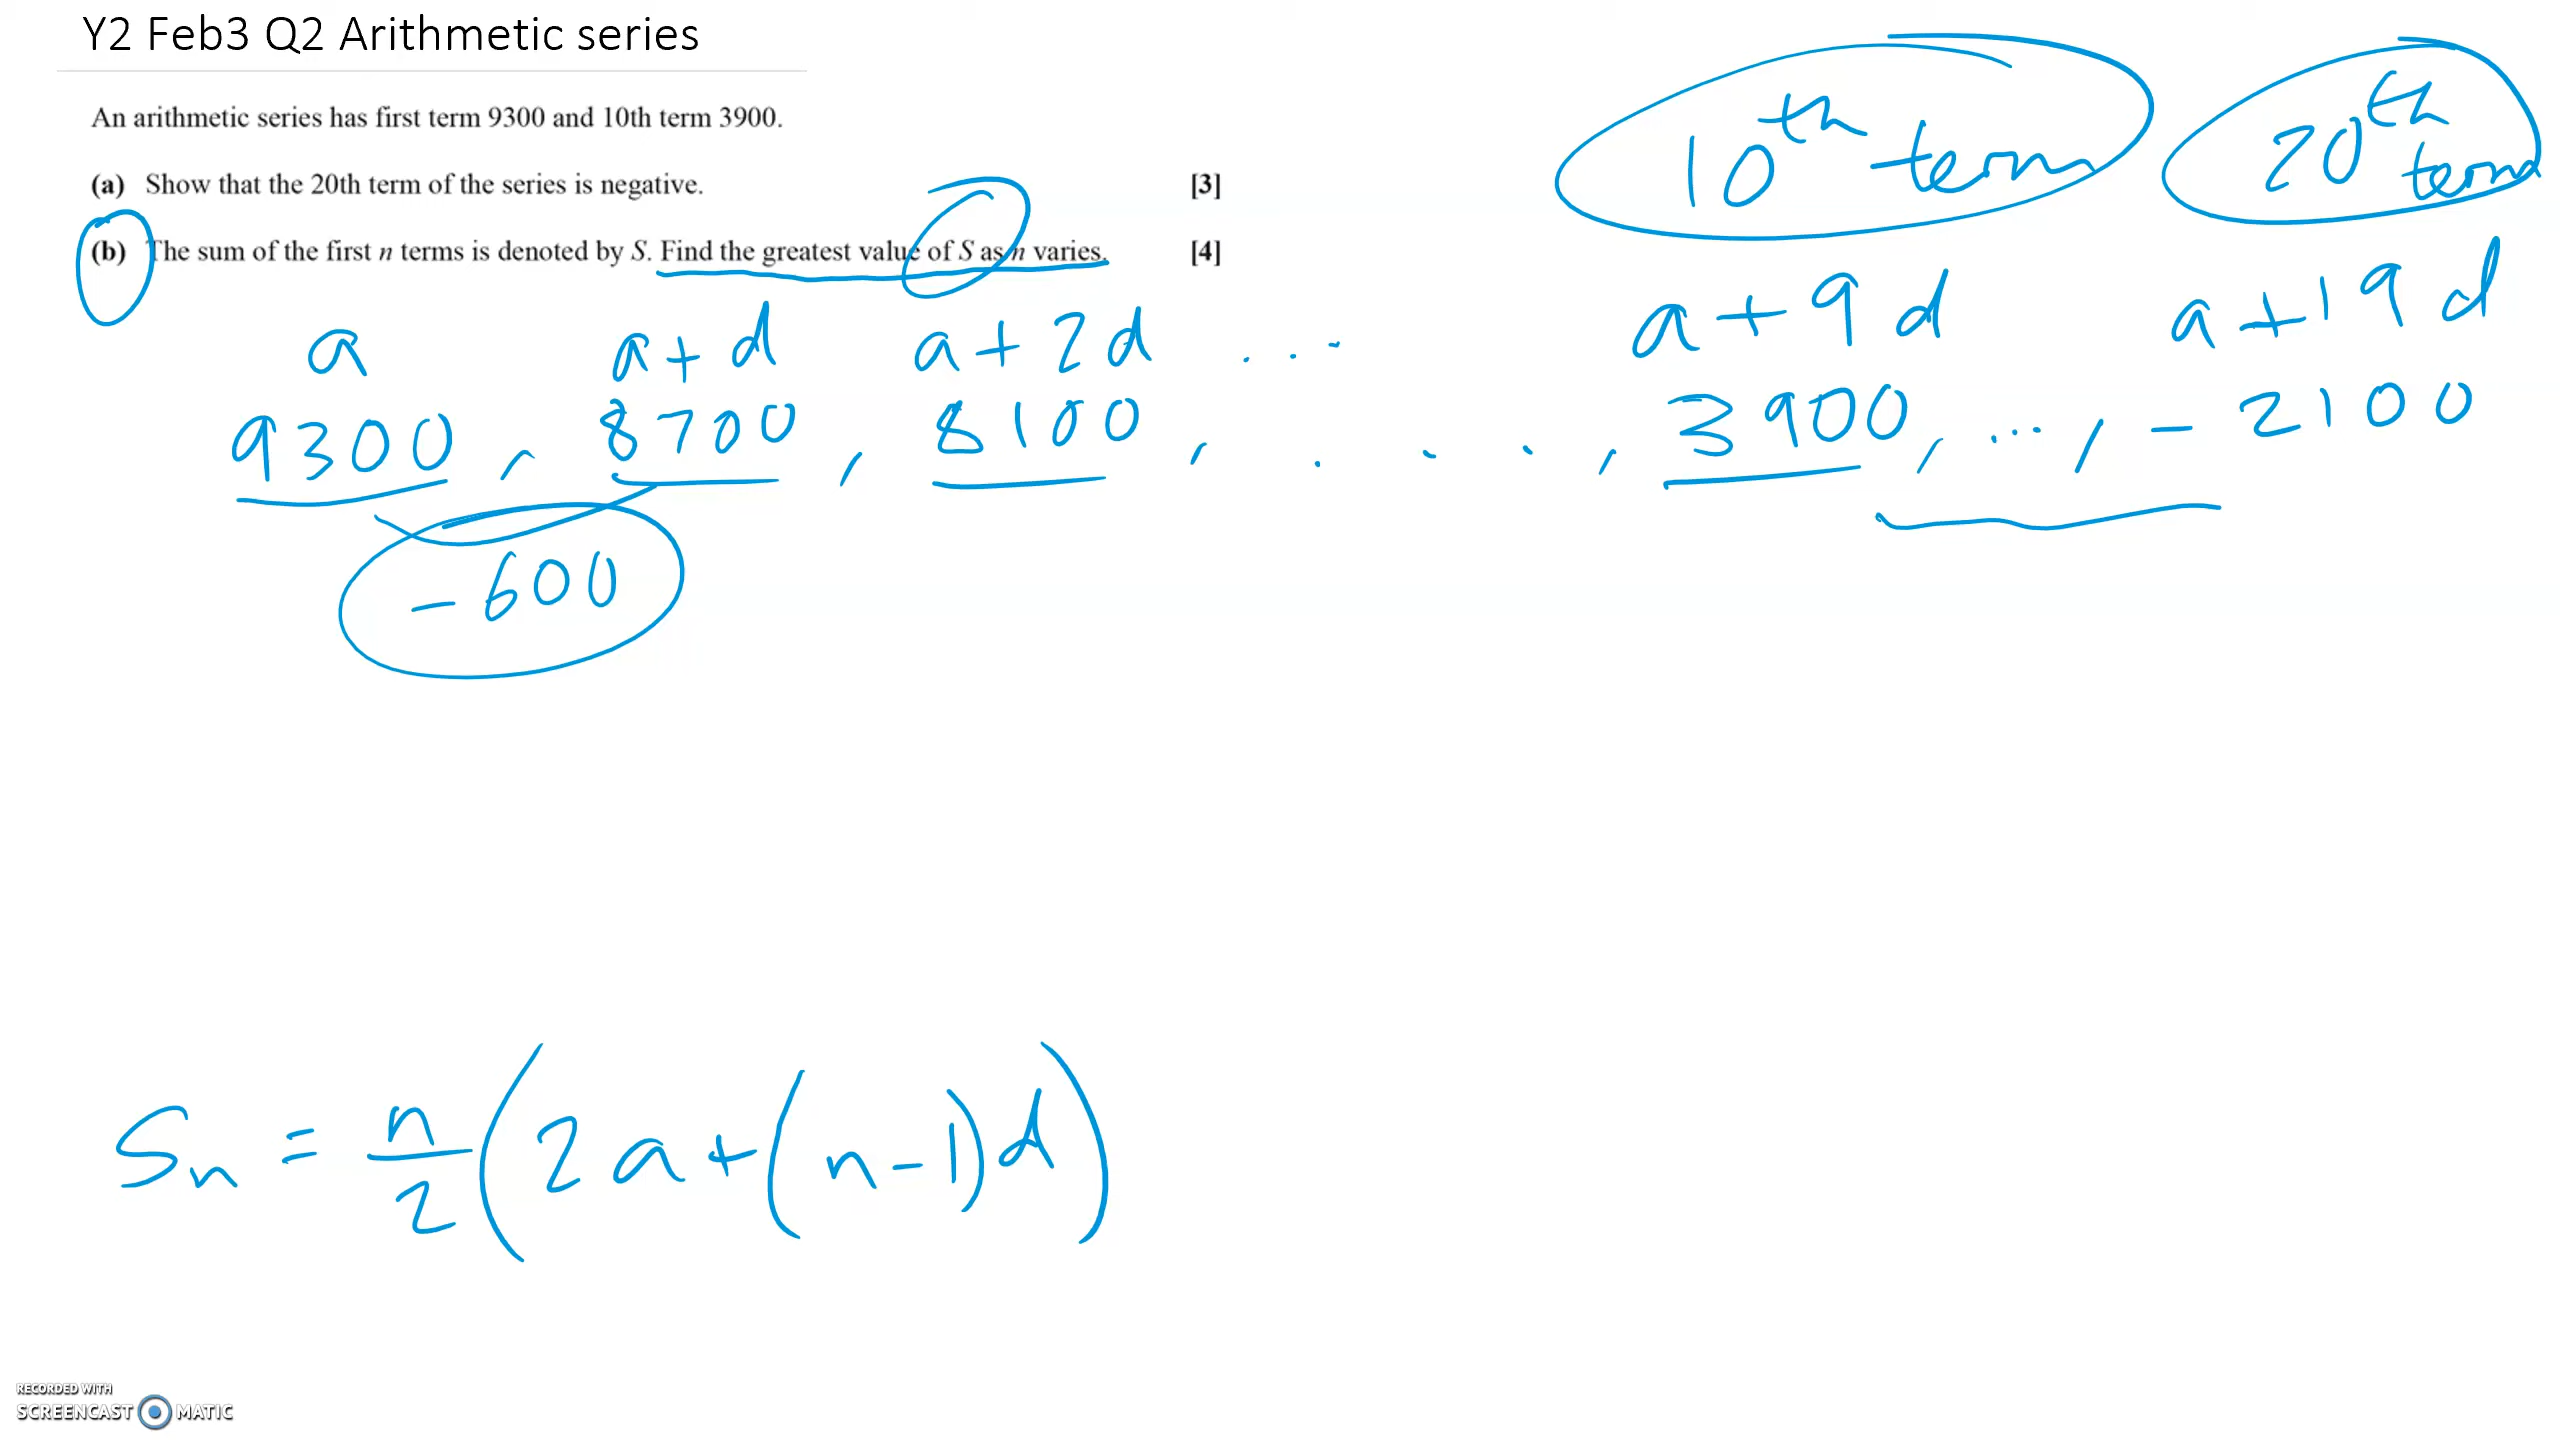 Y2 Feb3 Q2 Arithmetic series
An arithmetic series has first term 9300 and 10th term 3900.
(a) Show that the 20th term of the series is negative. [3]
(b) The sum of the first n terms is denoted by S. Find the greatest value of S as n varies. [4]
10th term 20th term
a a+d a+2d ... a+9d a+19d
9300, 8700, 8100, . . . , 3900, ..., -2100
-600
Sn = n/2 (2a+(n-1)d)
RECORDED WITH
SCREENCAST MATIC